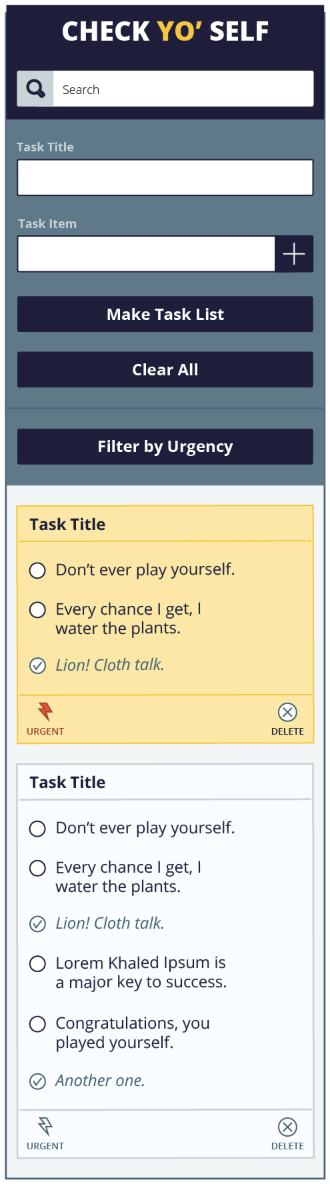 CHECK YO’ SELF
Search
Task Title
Task Item
Make Task List
Clear All
Filter by Urgency
Task Title
Don’t ever play yourself.
Every chance I get, I
water the plants.
Lion! Cloth talk.
URGENT
DELETE
Task Title
Don’t ever play yourself.
Every chance I get, I
water the plants.
Lion! Cloth talk.
Lorem Khaled Ipsum is
a major key to success.
Congratulations, you
played yourself.
Another one.
URGENT
DELETE